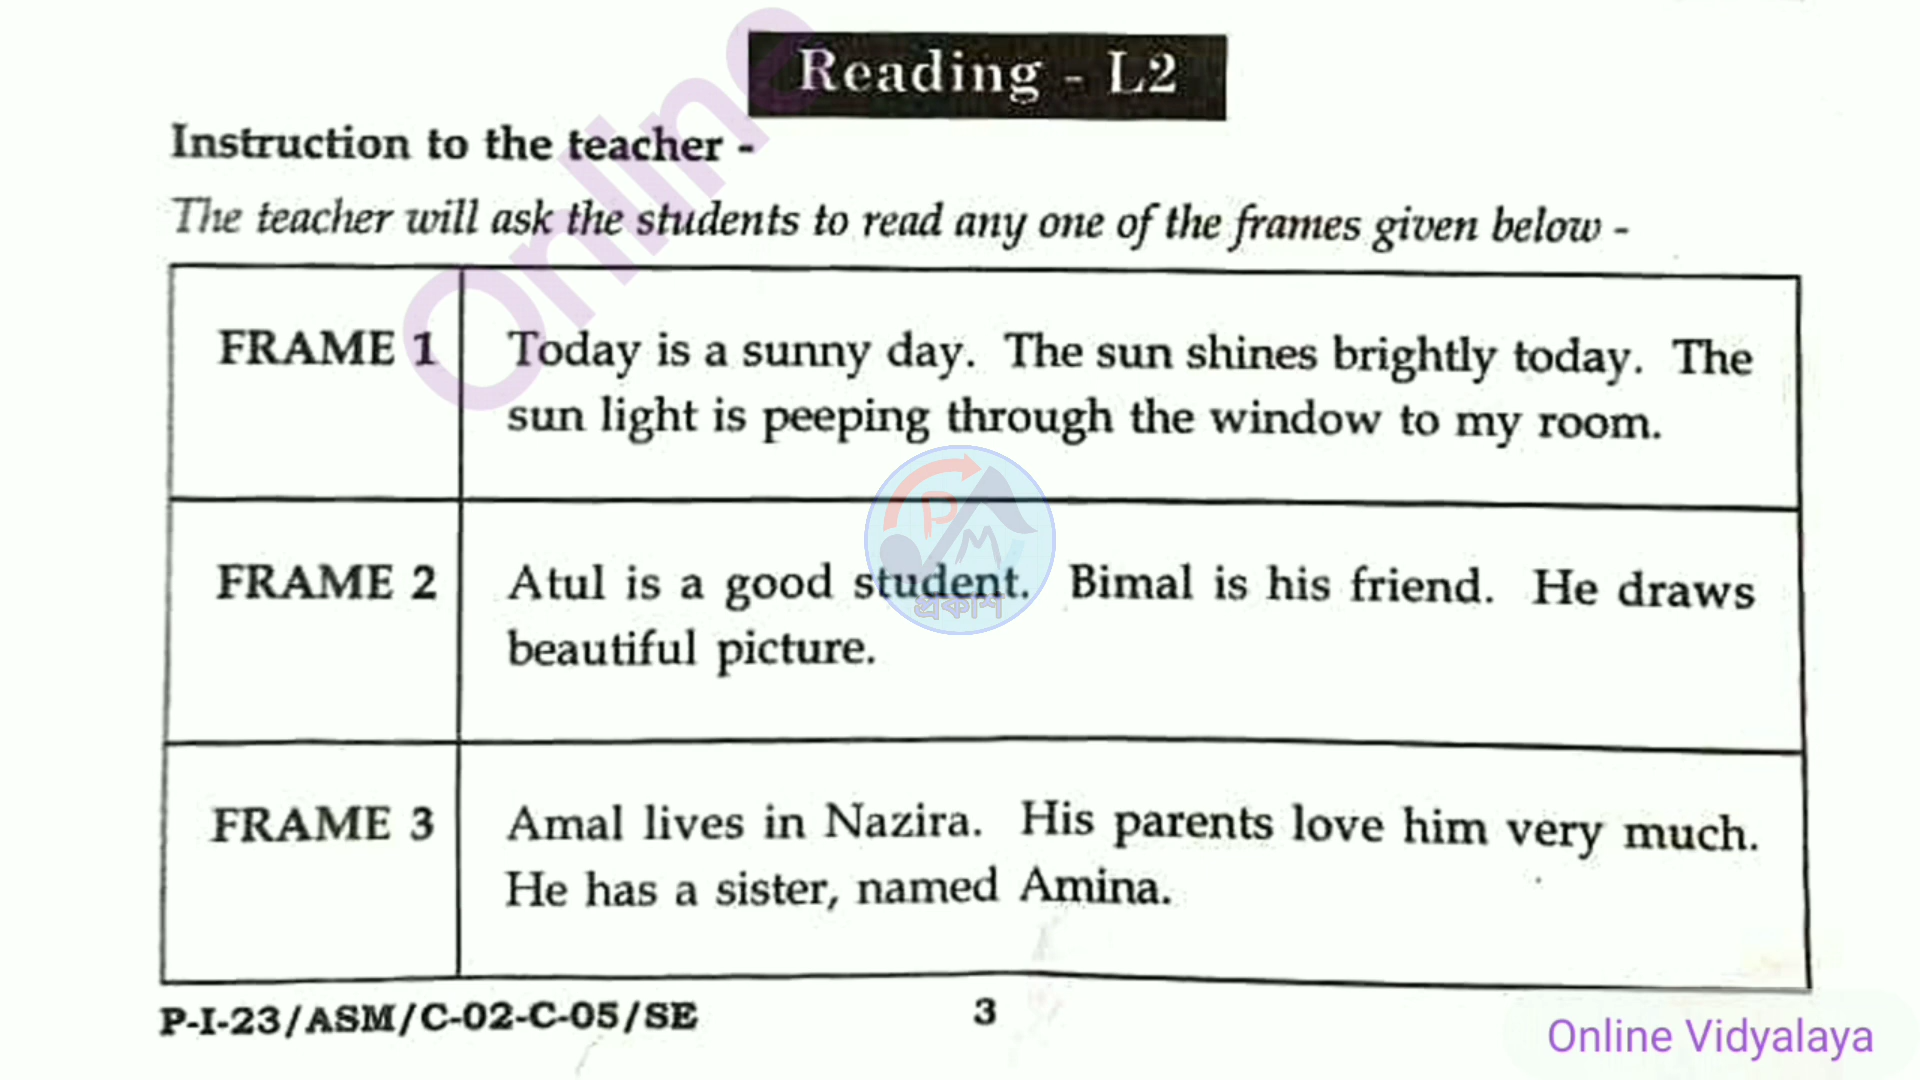 Reading - L2
Instruction to the teacher -
The teacher will ask the students to read any one of the frames given below -
FRAME 1
Today is a sunny day. The sun shines brightly today. The
sun light is peeping through the window to my room.
FRAME 2
Atul is a good student. Bimal is his friend. He draws
beautiful picture.
FRAME 3
Amal lives in Nazira. His parents love him very much.
He has a sister, named Amina.
P-I-23/ASM/C-02-C-05/SE
3
Online
PM
প্রকাশ
Online Vidyalaya